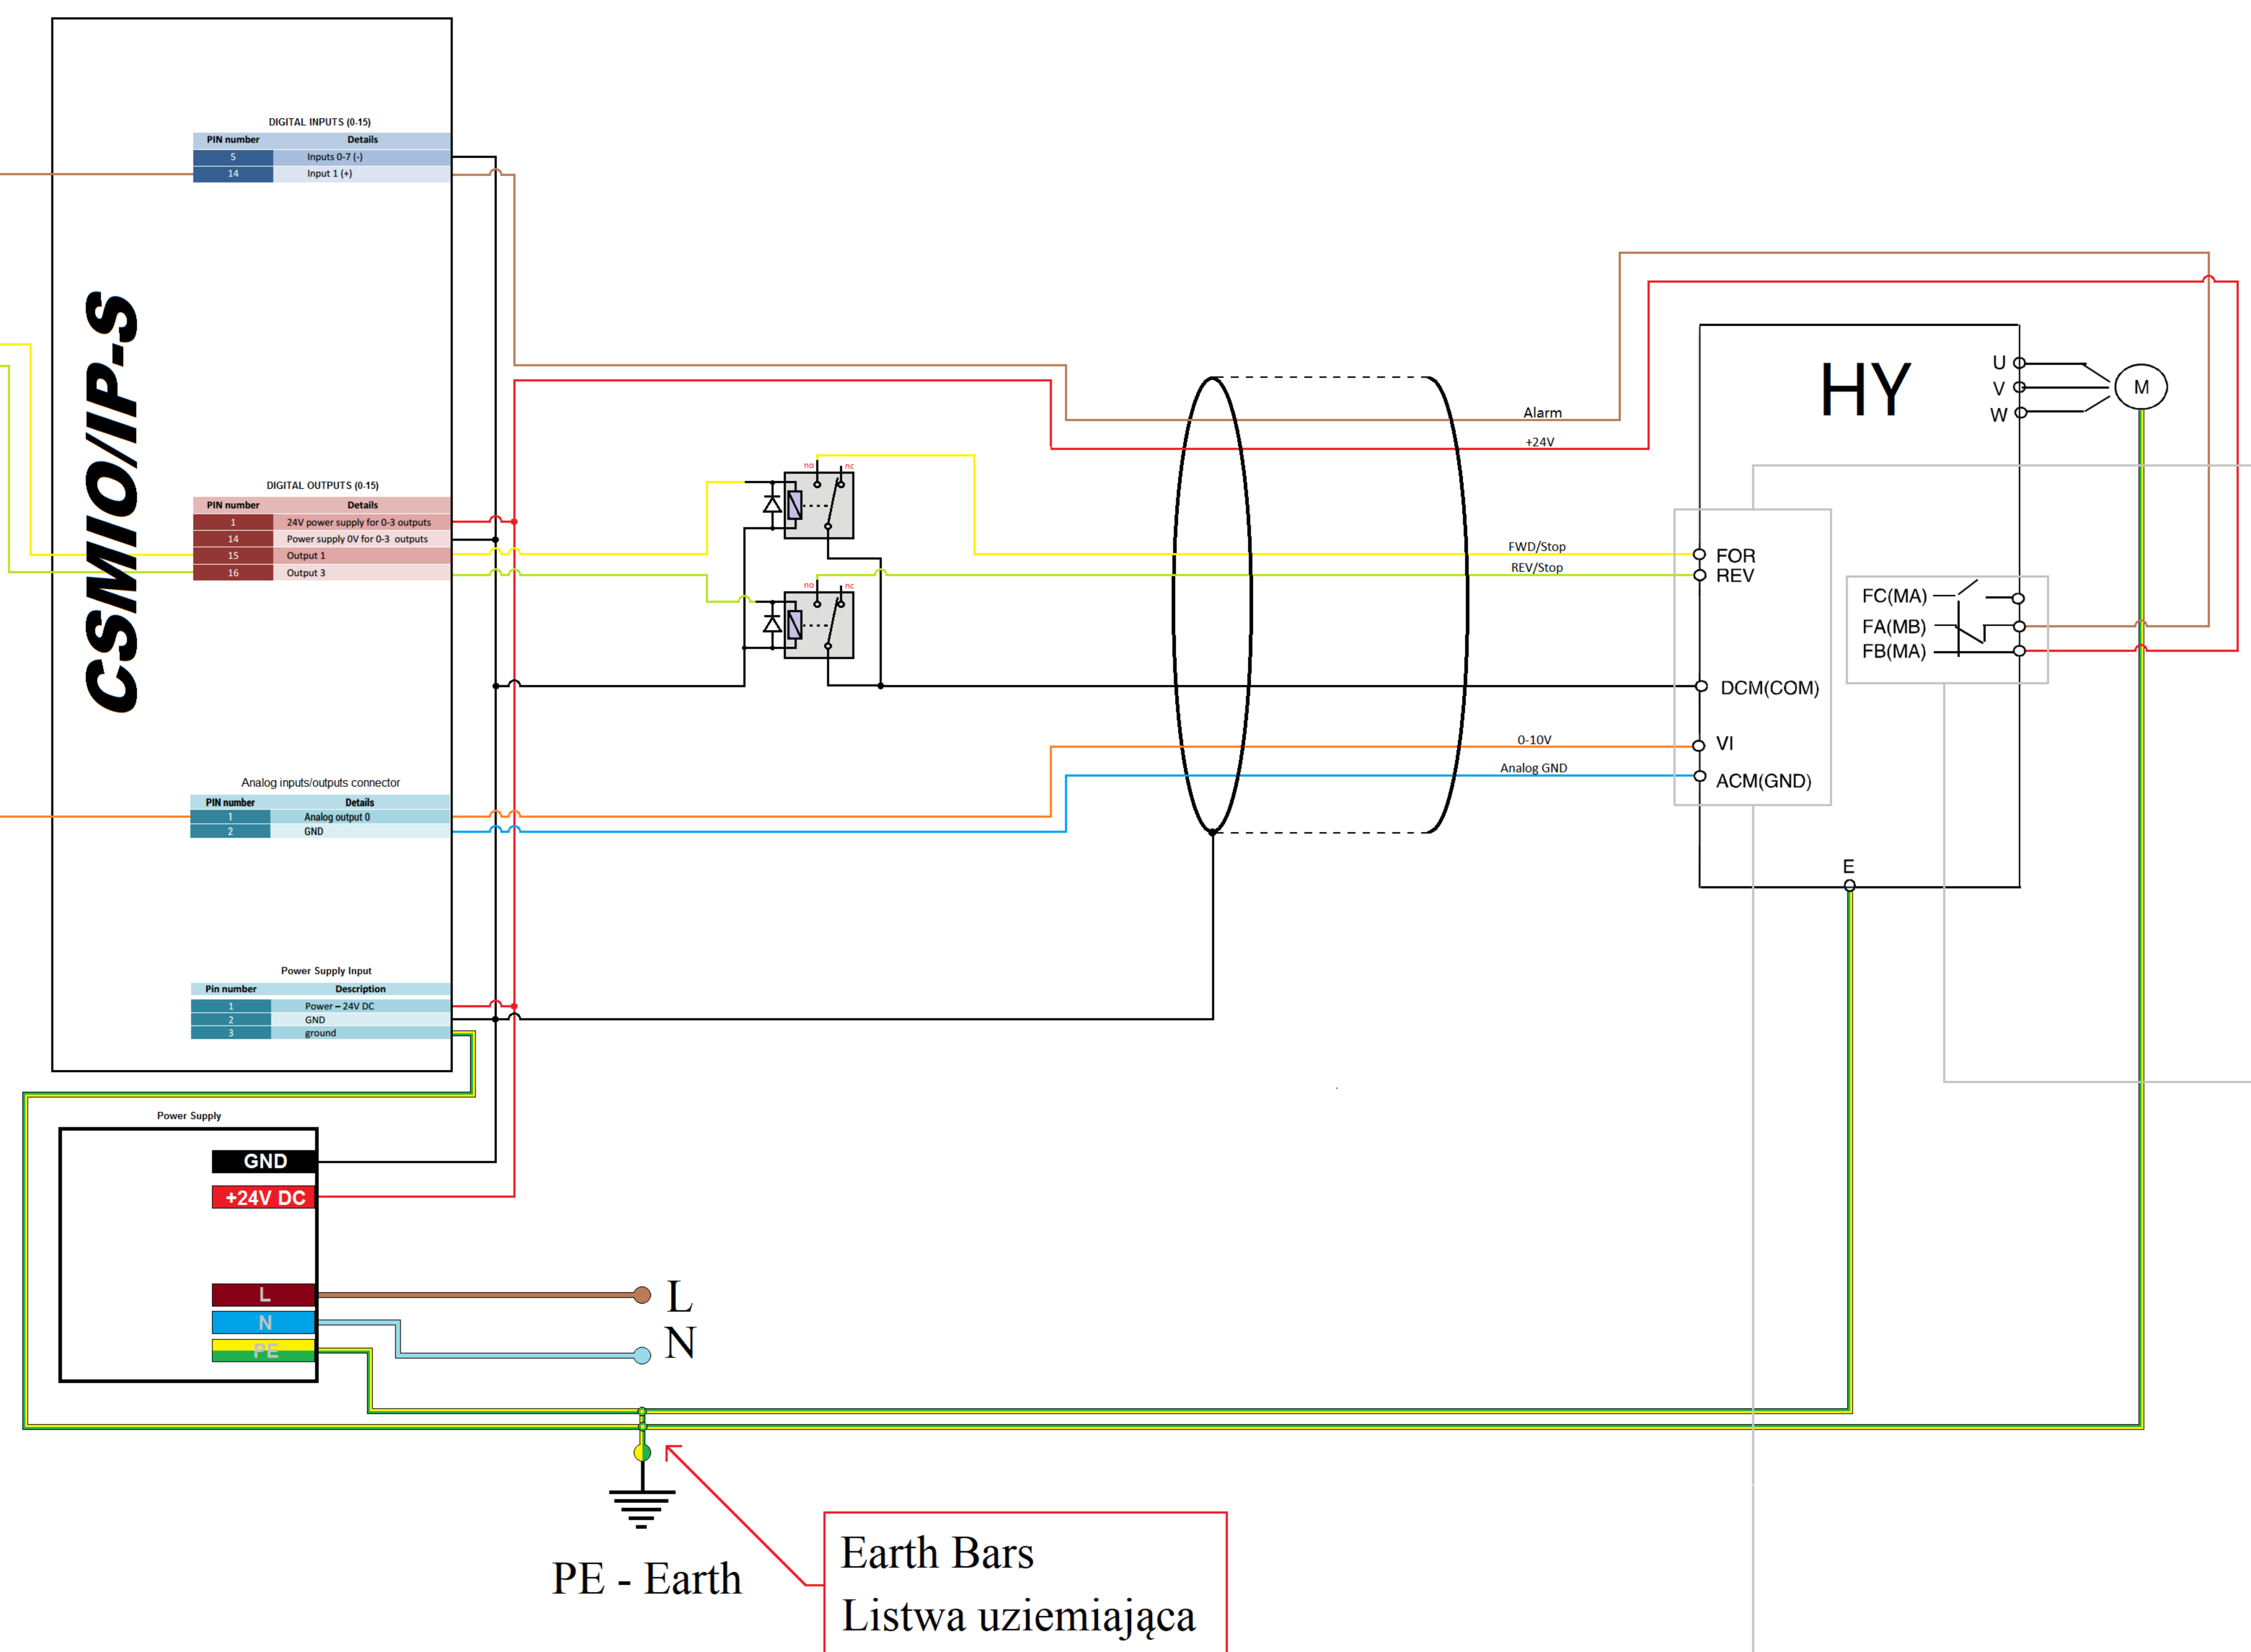 CSMIO/IP-S
DIGITAL INPUTS (0-15)
PIN number Details
5 Inputs 0-7 (-)
14 Input 1 (+)
DIGITAL OUTPUTS (0-15)
PIN number Details
1 24V power supply for 0-3 outputs
14 Power supply 0V for 0-3 outputs
15 Output 1
16 Output 3
Analog inputs/outputs connector
PIN number Details
1 Analog output 0
2 GND
Power Supply Input
Pin number Description
1 Power – 24V DC
2 GND
3 ground
Power Supply
GND
+24V DC
L
N
PE
L
N
no nc
no nc
Alarm
+24V
FWD/Stop
REV/Stop
0-10V
Analog GND
HY
U
V
W
M
FOR
REV
FC(MA)
FA(MB)
FB(MA)
DCM(COM)
VI
ACM(GND)
E
PE - Earth
Earth Bars
Listwa uziemiająca